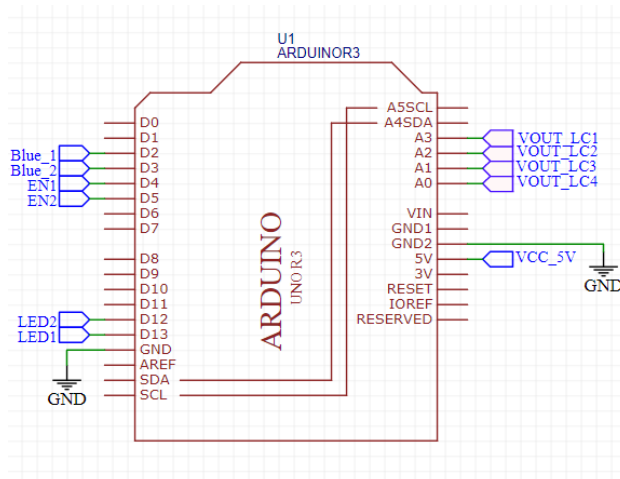 U1
ARDUINOR3
D0
D1
Blue_1 D2
Blue_2 D3
EN1 D4
EN2 D5
D6
D7
D8
D9
D10
D11
LED2 D12
LED1 D13
GND
AREF
SDA
SCL
GND
ARDUINO
UNO R3
A5SCL
A4SDA
A3 VOUT_LC1
A2 VOUT_LC2
A1 VOUT_LC3
A0 VOUT_LC4
VIN
GND1
GND2
5V VCC_5V
3V
RESET
IOREF
RESERVED
GND